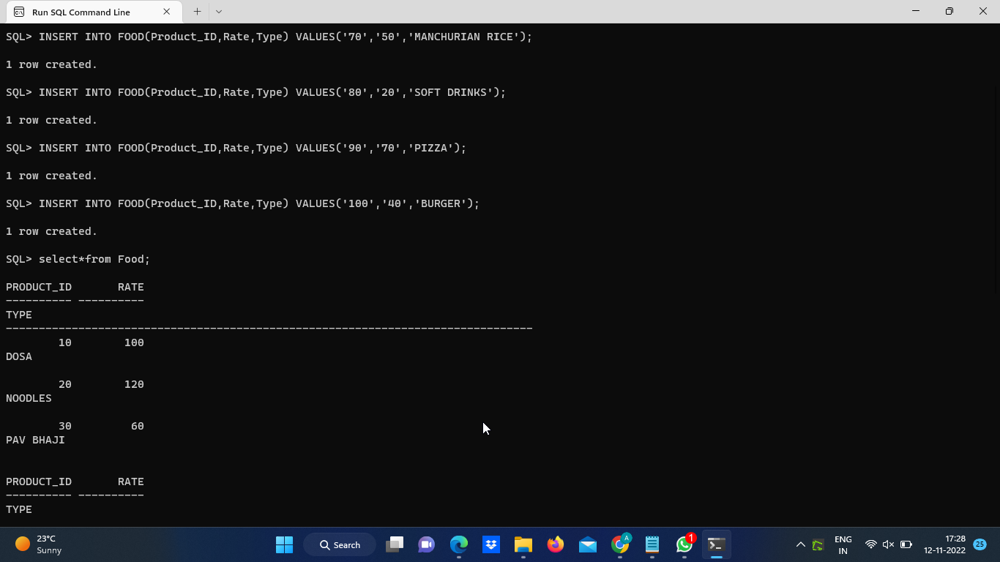 Run SQL Command Line
SQL> INSERT INTO FOOD(Product_ID,Rate,Type) VALUES('70','50','MANCHURIAN RICE');
1 row created.
SQL> INSERT INTO FOOD(Product_ID,Rate,Type) VALUES('80','20','SOFT DRINKS');
1 row created.
SQL> INSERT INTO FOOD(Product_ID,Rate,Type) VALUES('90','70','PIZZA');
1 row created.
SQL> INSERT INTO FOOD(Product_ID,Rate,Type) VALUES('100','40','BURGER');
1 row created.
SQL> select*from Food;
PRODUCT_ID       RATE
---------- ----------
TYPE
--------------------------------------------------------------------------------
        10        100
DOSA
        20        120
NOODLES
        30         60
PAV BHAJI
PRODUCT_ID       RATE
---------- ----------
TYPE
23°C
Sunny
Search
A
1
ENG
IN
17:28
12-11-2022
25